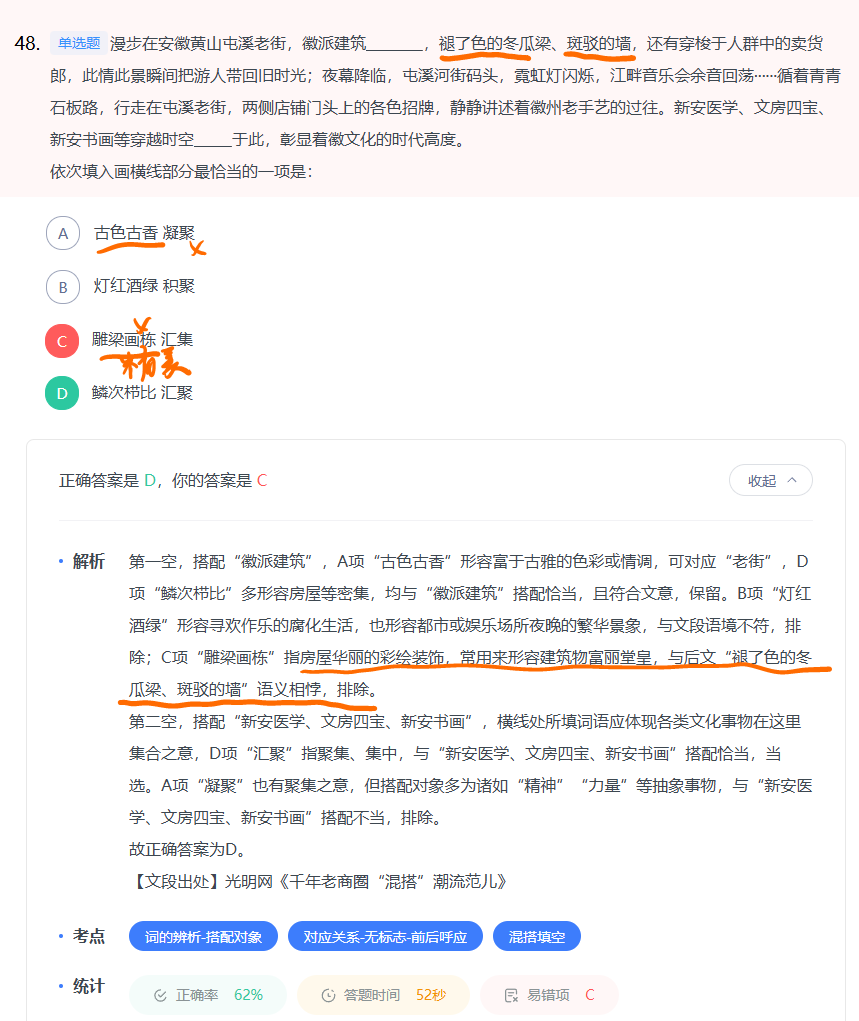 48. 单选题 漫步在安徽黄山屯溪老街，徽派建筑_______，褪了色的冬瓜梁、斑驳的墙，还有穿梭于人群中的卖货
郎，此情此景瞬间把游人带回旧时光；夜幕降临，屯溪河街码头，霓虹灯闪烁，江畔音乐会余音回荡……循着青青
石板路，行走在屯溪老街，两侧店铺门头上的各色招牌，静静讲述着徽州老手艺的过往。新安医学、文房四宝、
新安书画等穿越时空_____于此，彰显着徽文化的时代高度。
依次填入画横线部分最恰当的一项是：
A 古色古香 凝聚
B 灯红酒绿 积聚
C 雕梁画栋 汇集
D 鳞次栉比 汇聚
正确答案是 D，你的答案是 C
收起
解析 第一空，搭配“徽派建筑”，A项“古色古香”形容富于古雅的色彩或情调，可对应“老街”，D
项“鳞次栉比”多形容房屋等密集，均与“徽派建筑”搭配恰当，且符合文意，保留。B项“灯红
酒绿”形容寻欢作乐的腐化生活，也形容都市或娱乐场所夜晚的繁华景象，与文段语境不符，排
除；C项“雕梁画栋”指房屋华丽的彩绘装饰，常用来形容建筑物富丽堂皇，与后文“褪了色的冬
瓜梁、斑驳的墙”语义相悖，排除。
第二空，搭配“新安医学、文房四宝、新安书画”，横线处所填词语应体现各类文化事物在这里
集合之意，D项“汇聚”指聚集、集中，与“新安医学、文房四宝、新安书画”搭配恰当，当
选。A项“凝聚”也有聚集之意，但搭配对象多为诸如“精神”“力量”等抽象事物，与“新安医
学、文房四宝、新安书画”搭配不当，排除。
故正确答案为D。
【文段出处】光明网《千年老商圈“混搭”潮流范儿》
考点 词的辨析-搭配对象 对应关系-无标志-前后呼应 混搭填空
统计 正确率 62% 答题时间 52秒 易错项 C